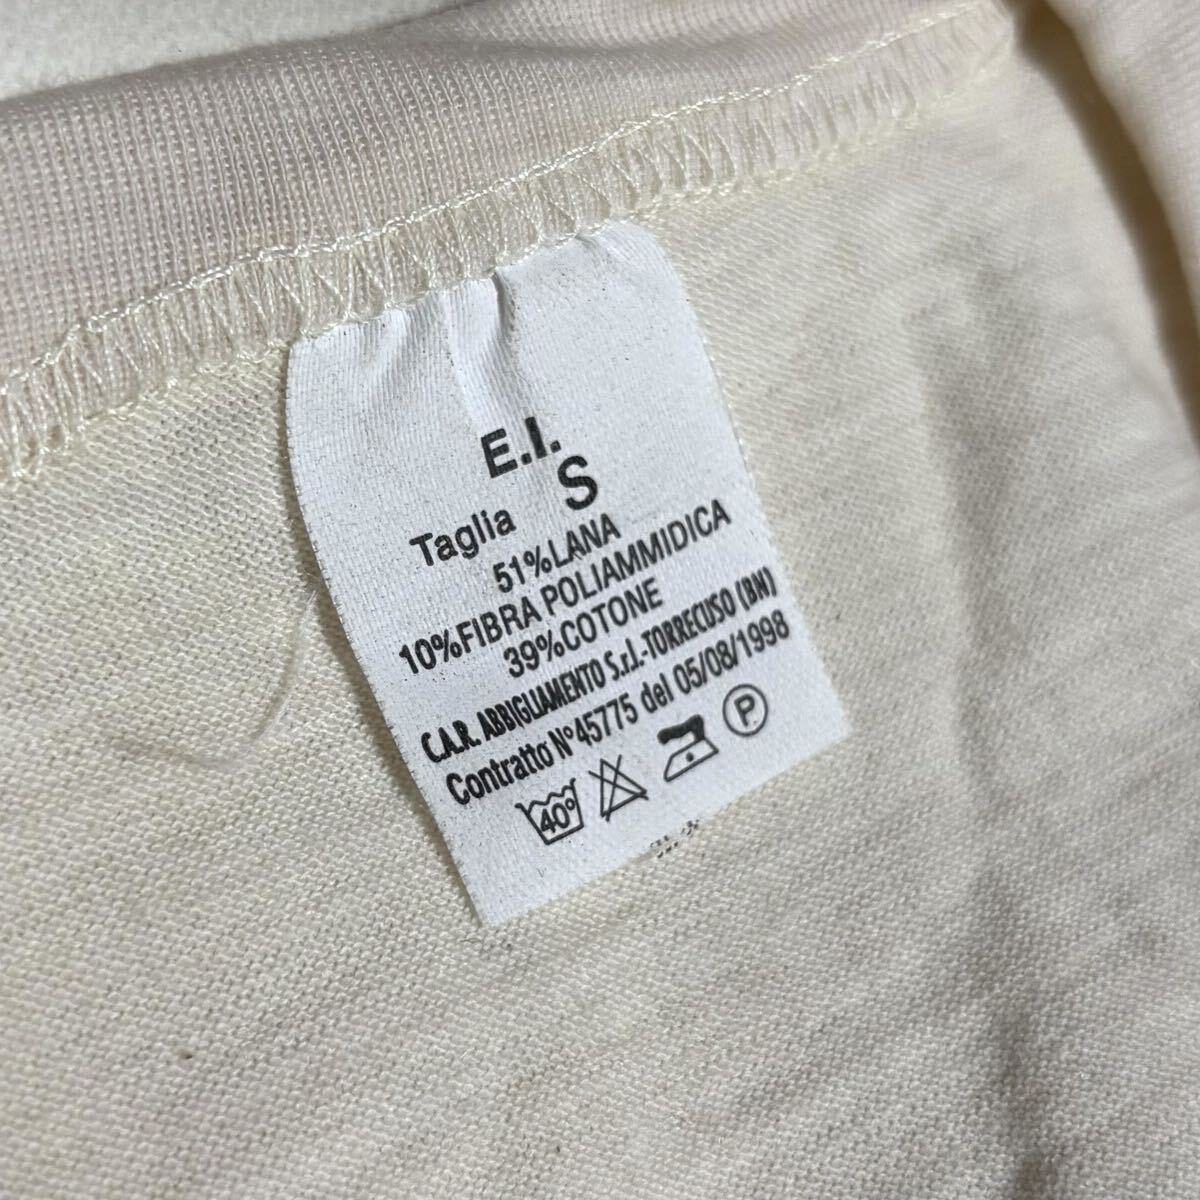 E.I.
Taglia S
51%LANA
10%FIBRA POLIAMMIDICA
39%COTONE
C.A.R. ABBIGLIAMENTO S.r.l.-TORRECUSO (BN)
Contratto N°45775 del 05/08/1998
40° P